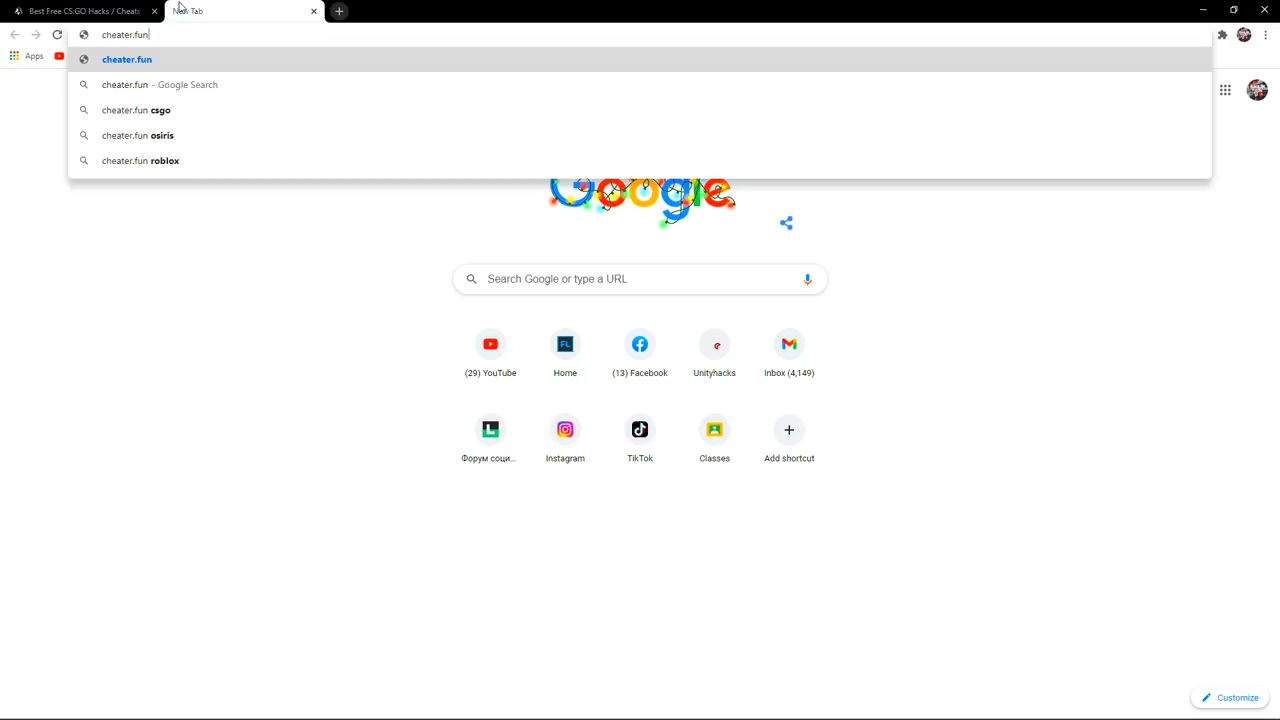 Best Free CS:GO Hacks / Cheats
New Tab
cheater.fun
Apps
cheater.fun
cheater.fun - Google Search
cheater.fun csgo
cheater.fun osiris
cheater.fun roblox
Google
Search Google or type a URL
(29) YouTube
Home
(13) Facebook
Unityhacks
Inbox (4,149)
Форум соци...
Instagram
TikTok
Classes
Add shortcut
Customize